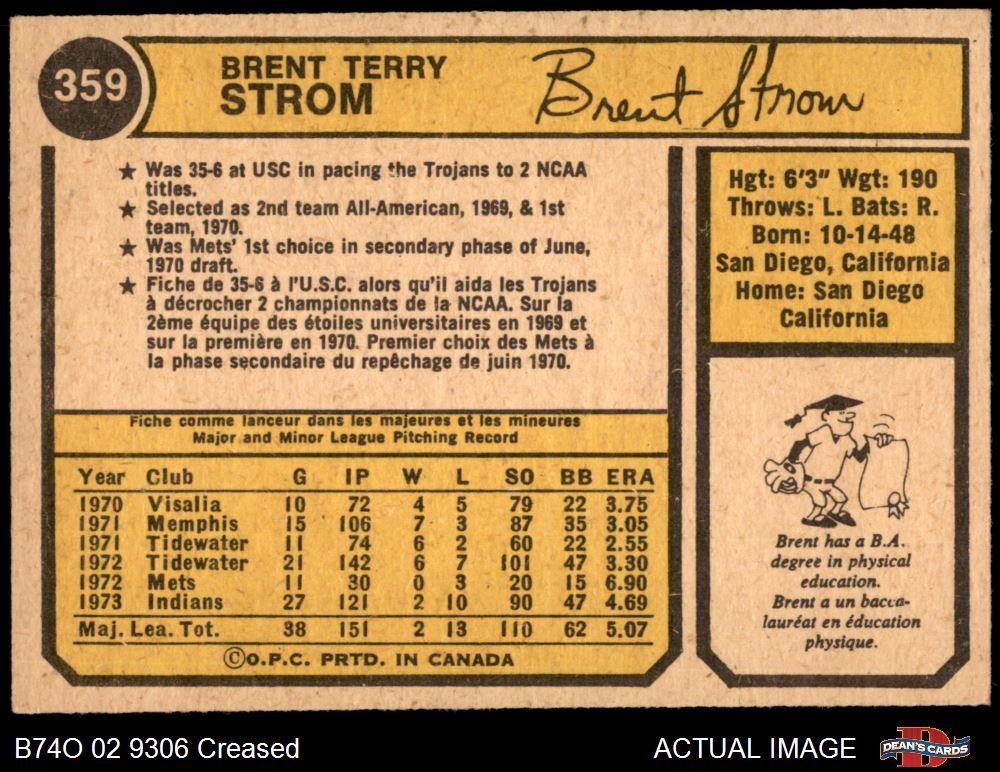 359
BRENT TERRY
STROM
Brent Strom
★ Was 35-6 at USC in pacing the Trojans to 2 NCAA
titles.
★ Selected as 2nd team All-American, 1969, & 1st
team, 1970.
★ Was Mets' 1st choice in secondary phase of June,
1970 draft.
★ Fiche de 35-6 à l'U.S.C. alors qu'il aida les Trojans
à décrocher 2 championnats de la NCAA. Sur la
2ème équipe des étoiles universitaires en 1969 et
sur la première en 1970. Premier choix des Mets à
la phase secondaire du repêchage de juin 1970.
Hgt: 6'3" Wgt: 190
Throws: L. Bats: R.
Born: 10-14-48
San Diego, California
Home: San Diego
California
Fiche comme lanceur dans les majeures et les mineures
Major and Minor League Pitching Record
Year Club G IP W L SO BB ERA
1970 Visalia 10 72 4 5 79 22 3.75
1971 Memphis 15 106 7 3 87 35 3.05
1971 Tidewater 11 74 6 2 60 22 2.55
1972 Tidewater 21 142 6 7 101 47 3.30
1972 Mets 11 30 0 3 20 15 6.90
1973 Indians 27 121 2 10 90 47 4.69
Maj. Lea. Tot. 38 151 2 13 110 62 5.07
©O.P.C. PRTD. IN CANADA
Brent has a B.A.
degree in physical
education.
Brent a un bacca-
lauréat en éducation
physique.
B74O 02 9306 Creased
ACTUAL IMAGE
DEAN'S CARDS